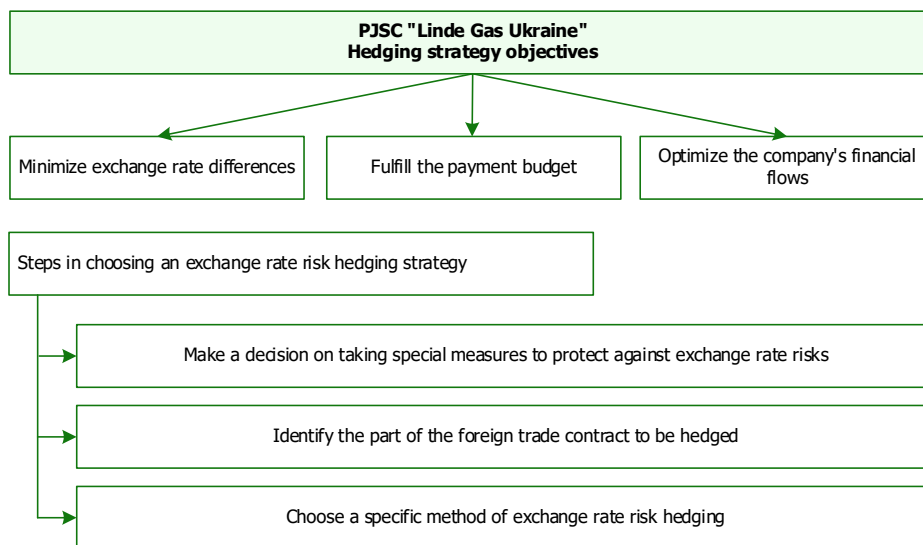 PJSC "Linde Gas Ukraine"
Hedging strategy objectives
Minimize exchange rate differences
Fulfill the payment budget
Optimize the company's financial
flows
Steps in choosing an exchange rate risk hedging strategy
Make a decision on taking special measures to protect against exchange rate risks
Identify the part of the foreign trade contract to be hedged
Choose a specific method of exchange rate risk hedging